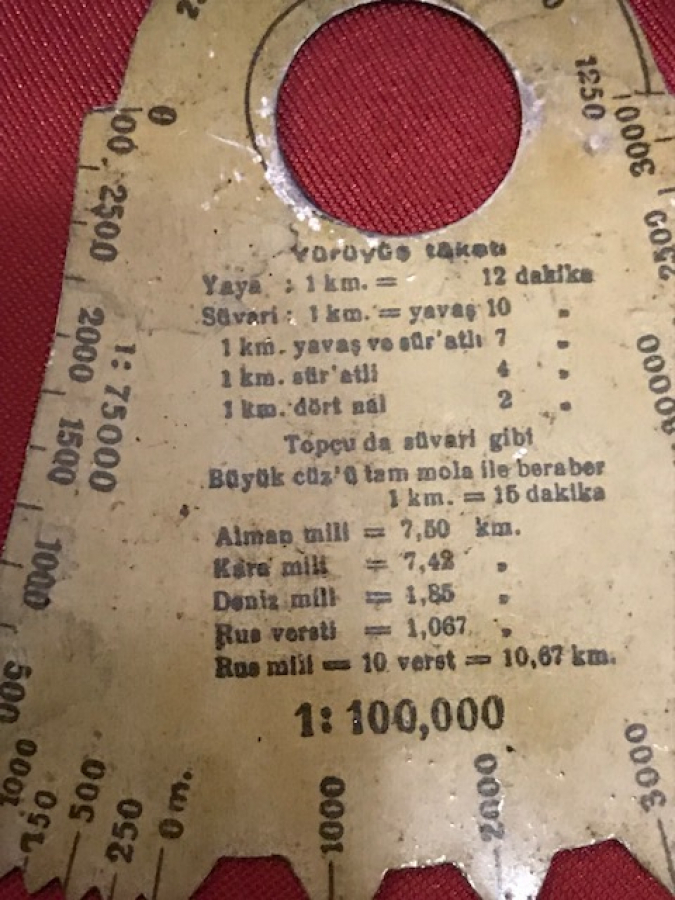 1250
0
3000
2500
2500
2000
1:75000
1500
1000
500
Yürüyüş
Yaya : 1 km. = 12 dakika
Süvari : 1 km. = yavaş 10 "
1 km. yavaş ve sür'atli 7 "
1 km. sür'atli 4 "
1 km. dört nal 2 "
Topçu da süvari gibi
Büyük cüz'ü tam mola ile beraber
1 km. = 15 dakika
Alman mili = 7,50 km.
Kara mili = 7,42 "
Deniz mili = 1,85 "
Rus versti = 1,067 "
Rus mili = 10 verst = 10,67 km.
1: 100,000
1000 750 500 250 0 m. 1000 2000 3000